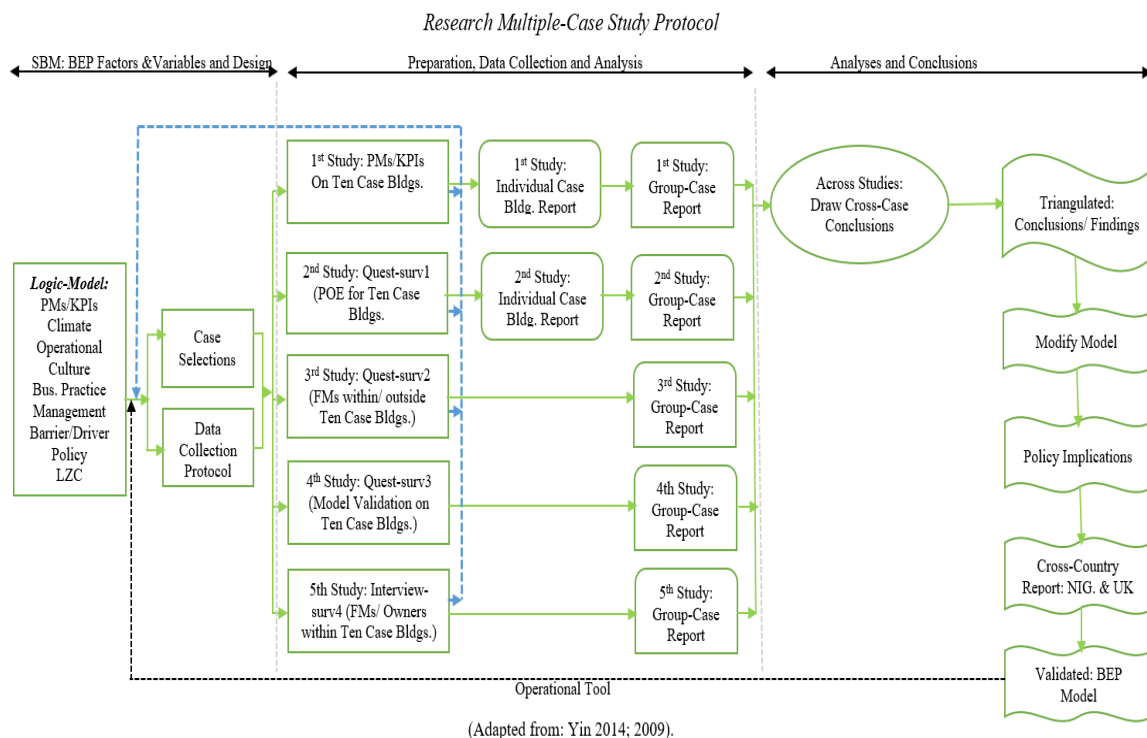 Research Multiple-Case Study Protocol
SBM: BEP Factors &Variables and Design
Preparation, Data Collection and Analysis
Analyses and Conclusions
Logic-Model:
PMs/KPIs
Climate
Operational
Culture
Bus. Practice
Management
Barrier/Driver
Policy
LZC
Case
Selections
Data
Collection
Protocol
1st Study: PMs/KPIs
On Ten Case Bldgs.
1st Study:
Individual Case
Bldg. Report
1st Study:
Group-Case
Report
2nd Study: Quest-surv1
(POE for Ten Case
Bldgs.
2nd Study:
Individual Case
Bldg. Report
2nd Study:
Group-Case
Report
3rd Study: Quest-surv2
(FMs within/ outside
Ten Case Bldgs.)
3rd Study:
Group-Case
Report
4th Study: Quest-surv3
(Model Validation on
Ten Case Bldgs.)
4th Study:
Group-Case
Report
5th Study: Interview-
surv4 (FMs/ Owners
within Ten Case Bldgs.)
5th Study:
Group-Case
Report
Across Studies:
Draw Cross-Case
Conclusions
Triangulated:
Conclusions/ Findings
Modify Model
Policy Implications
Cross-Country
Report: NIG. & UK
Validated: BEP
Model
Operational Tool
(Adapted from: Yin 2014; 2009).